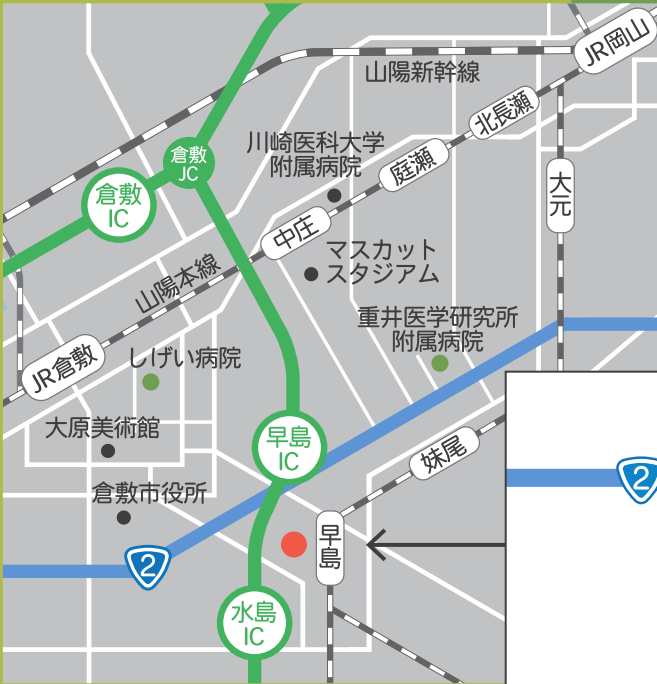 JR岡山
山陽新幹線
北長瀬
川崎医科大学
附属病院
庭瀬
倉敷
JC
倉敷
IC
大元
中庄
マスカット
スタジアム
山陽本線
重井医学研究所
附属病院
JR倉敷
しげい病院
大原美術館
早島
IC
妹尾
倉敷市役所
2
早島
2
水島
IC